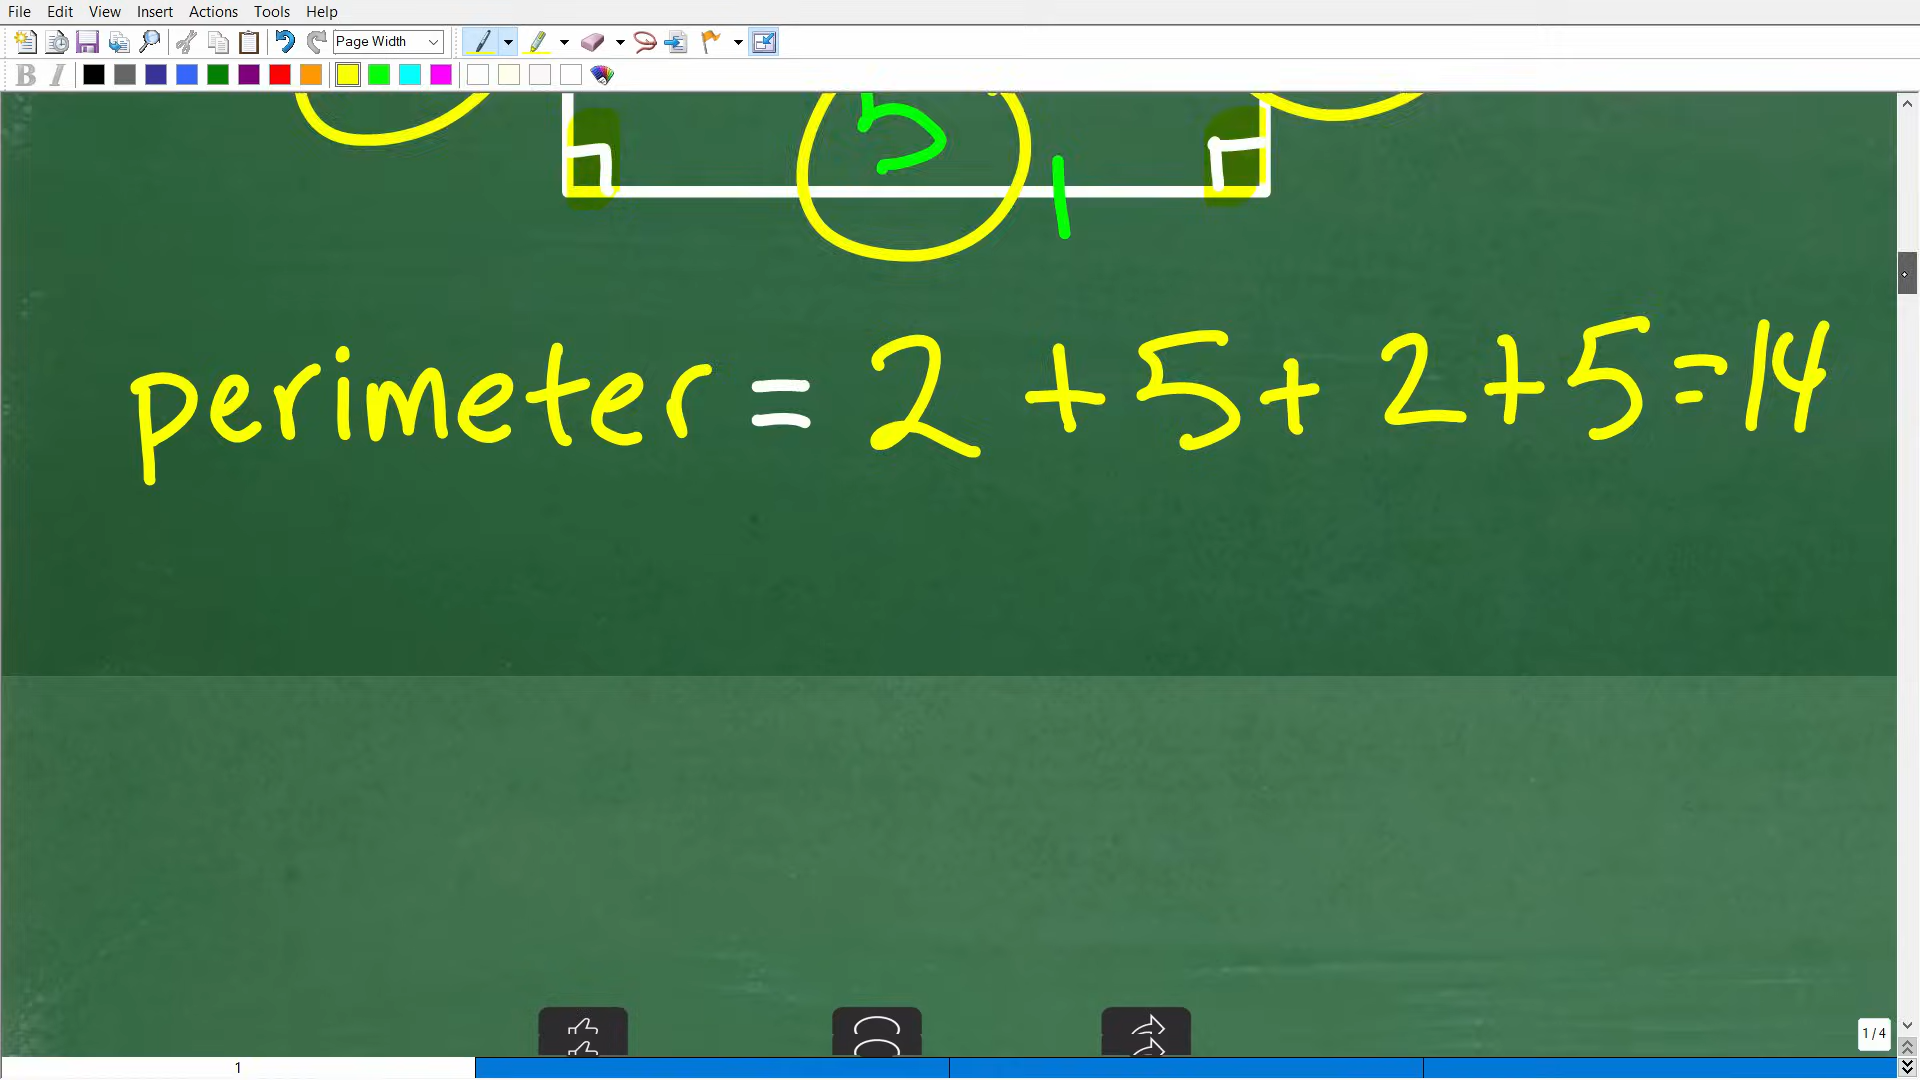 File Edit View Insert Actions Tools Help
Page Width
B I
5
perimeter = 2 + 5 + 2 + 5 = 14
1 / 4
1